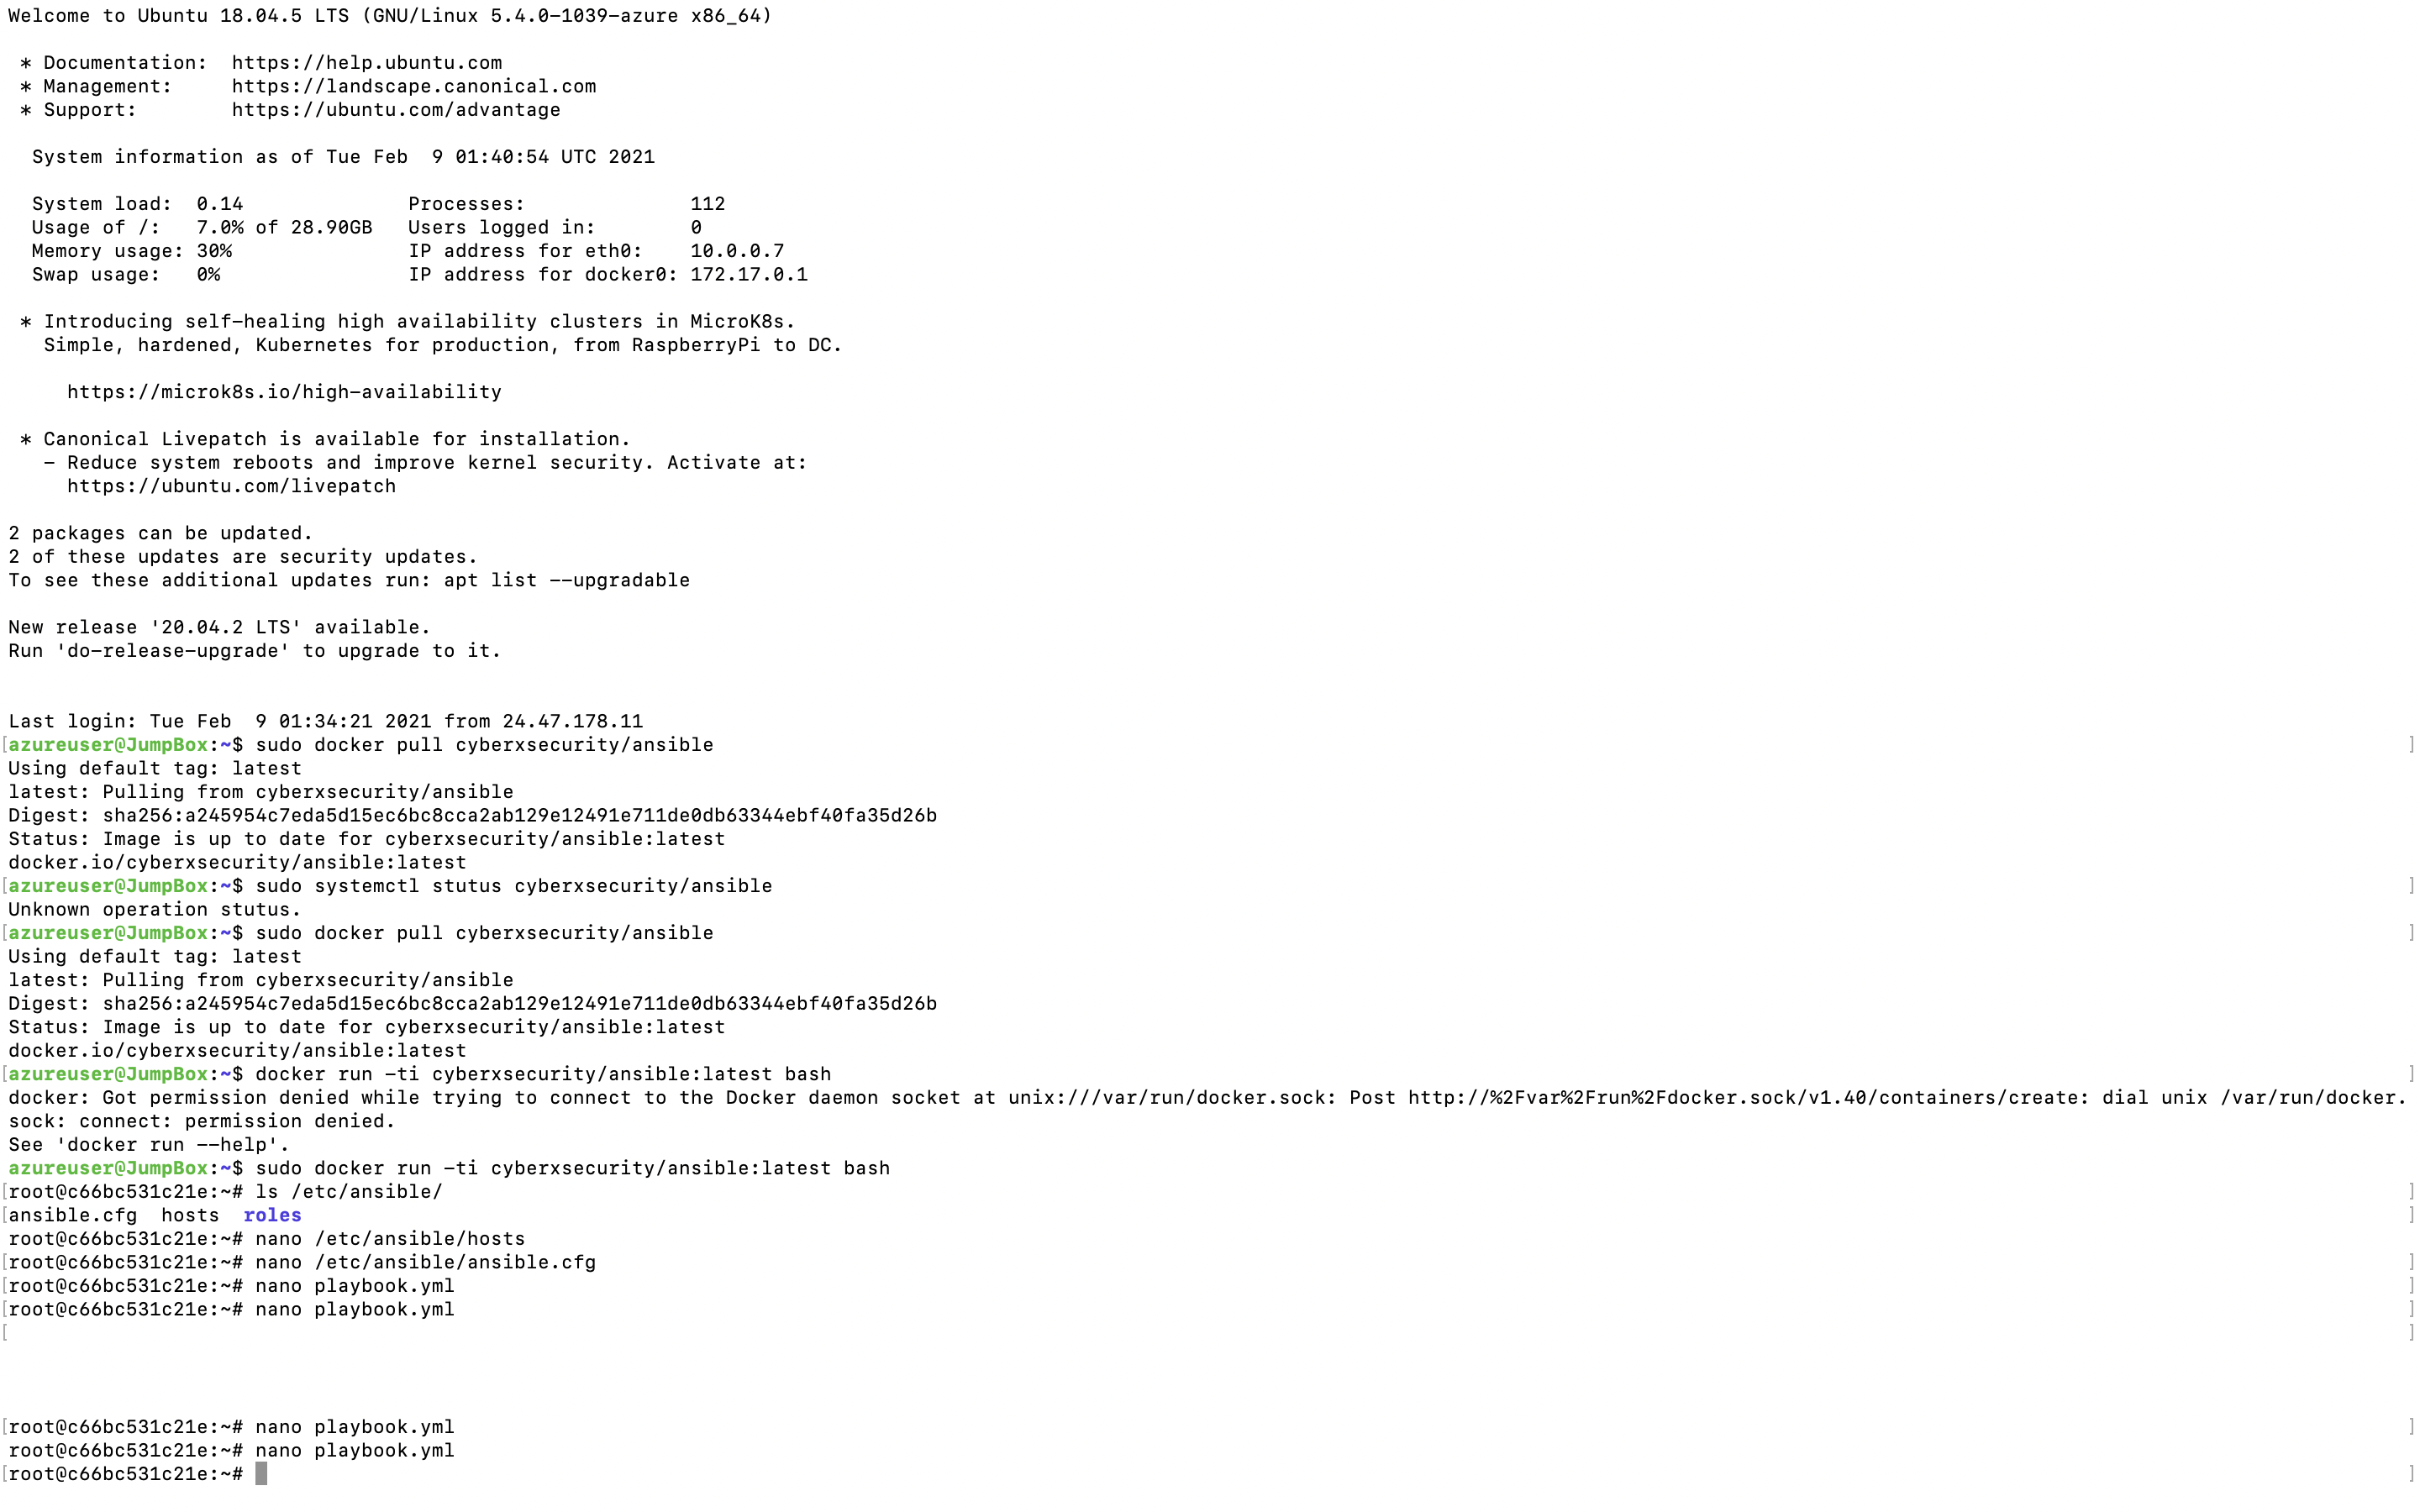 Welcome to Ubuntu 18.04.5 LTS (GNU/Linux 5.4.0-1039-azure x86_64)
* Documentation:  https://help.ubuntu.com
* Management:     https://landscape.canonical.com
* Support:        https://ubuntu.com/advantage
System information as of Tue Feb  9 01:40:54 UTC 2021
System load:  0.14              Processes:              112
Usage of /:   7.0% of 28.90GB   Users logged in:        0
Memory usage: 30%               IP address for eth0:    10.0.0.7
Swap usage:   0%                IP address for docker0: 172.17.0.1
* Introducing self-healing high availability clusters in MicroK8s.
Simple, hardened, Kubernetes for production, from RaspberryPi to DC.
https://microk8s.io/high-availability
* Canonical Livepatch is available for installation.
- Reduce system reboots and improve kernel security. Activate at:
https://ubuntu.com/livepatch
2 packages can be updated.
2 of these updates are security updates.
To see these additional updates run: apt list --upgradable
New release '20.04.2 LTS' available.
Run 'do-release-upgrade' to upgrade to it.
Last login: Tue Feb  9 01:34:21 2021 from 24.47.178.11
[azureuser@JumpBox:~$ sudo docker pull cyberxsecurity/ansible ]
Using default tag: latest
latest: Pulling from cyberxsecurity/ansible
Digest: sha256:a245954c7eda5d15ec6bc8cca2ab129e12491e711de0db63344ebf40fa35d26b
Status: Image is up to date for cyberxsecurity/ansible:latest
docker.io/cyberxsecurity/ansible:latest
[azureuser@JumpBox:~$ sudo systemctl stutus cyberxsecurity/ansible ]
Unknown operation stutus.
[azureuser@JumpBox:~$ sudo docker pull cyberxsecurity/ansible ]
Using default tag: latest
latest: Pulling from cyberxsecurity/ansible
Digest: sha256:a245954c7eda5d15ec6bc8cca2ab129e12491e711de0db63344ebf40fa35d26b
Status: Image is up to date for cyberxsecurity/ansible:latest
docker.io/cyberxsecurity/ansible:latest
[azureuser@JumpBox:~$ docker run -ti cyberxsecurity/ansible:latest bash ]
docker: Got permission denied while trying to connect to the Docker daemon socket at unix:///var/run/docker.sock: Post http://%2Fvar%2Frun%2Fdocker.sock/v1.40/containers/create: dial unix /var/run/docker.
sock: connect: permission denied.
See 'docker run --help'.
azureuser@JumpBox:~$ sudo docker run -ti cyberxsecurity/ansible:latest bash
[root@c66bc531c21e:~# ls /etc/ansible/ ]
[ansible.cfg  hosts  roles ]
root@c66bc531c21e:~# nano /etc/ansible/hosts
[root@c66bc531c21e:~# nano /etc/ansible/ansible.cfg ]
[root@c66bc531c21e:~# nano playbook.yml ]
[root@c66bc531c21e:~# nano playbook.yml ]
[ ]
[root@c66bc531c21e:~# nano playbook.yml ]
root@c66bc531c21e:~# nano playbook.yml
[root@c66bc531c21e:~# ]